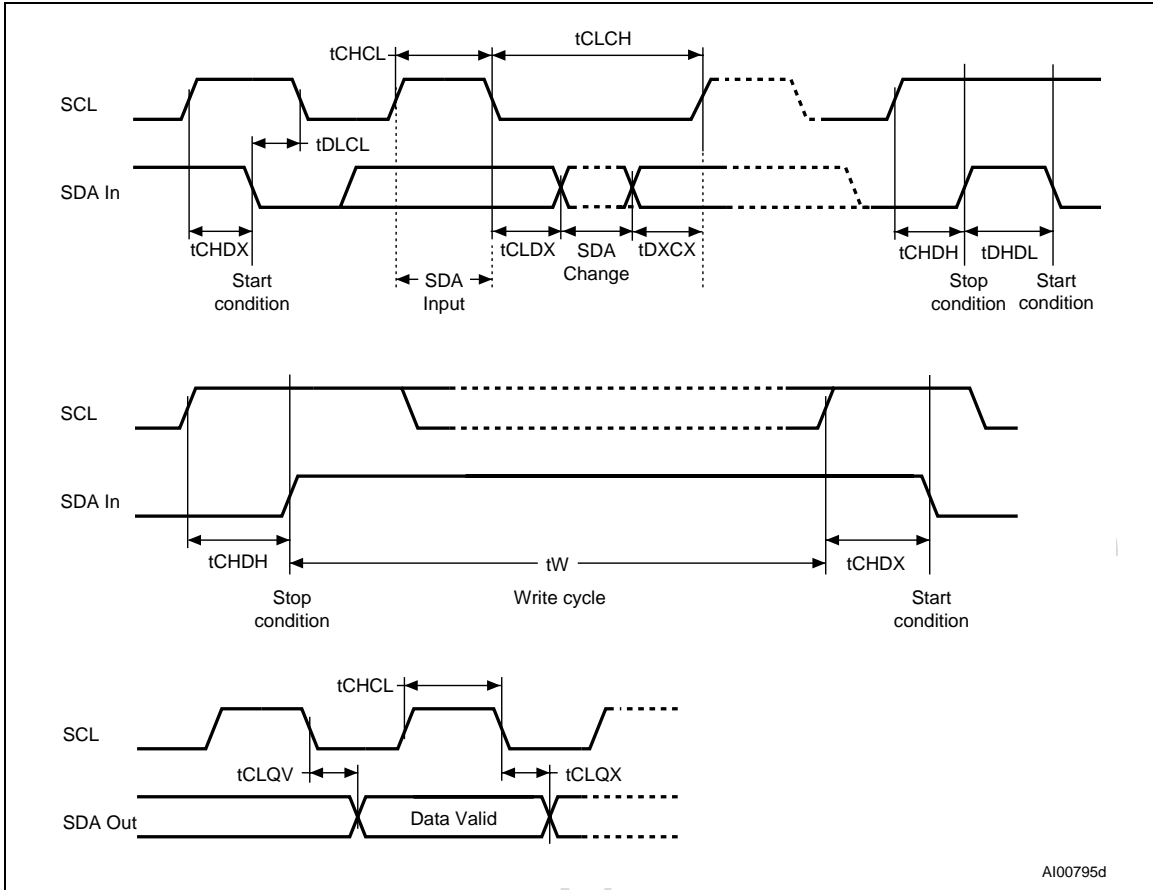 tCHCL
tCLCH
SCL
tDLCL
SDA In
tCHDX
tCLDX
SDA
Change
tDXCX
tCHDH
tDHDL
Start
condition
SDA
Input
Stop
condition
Start
condition
SCL
SDA In
tCHDH
tW
tCHDX
Stop
condition
Write cycle
Start
condition
tCHCL
SCL
tCLQV
tCLQX
SDA Out
Data Valid
AI00795d